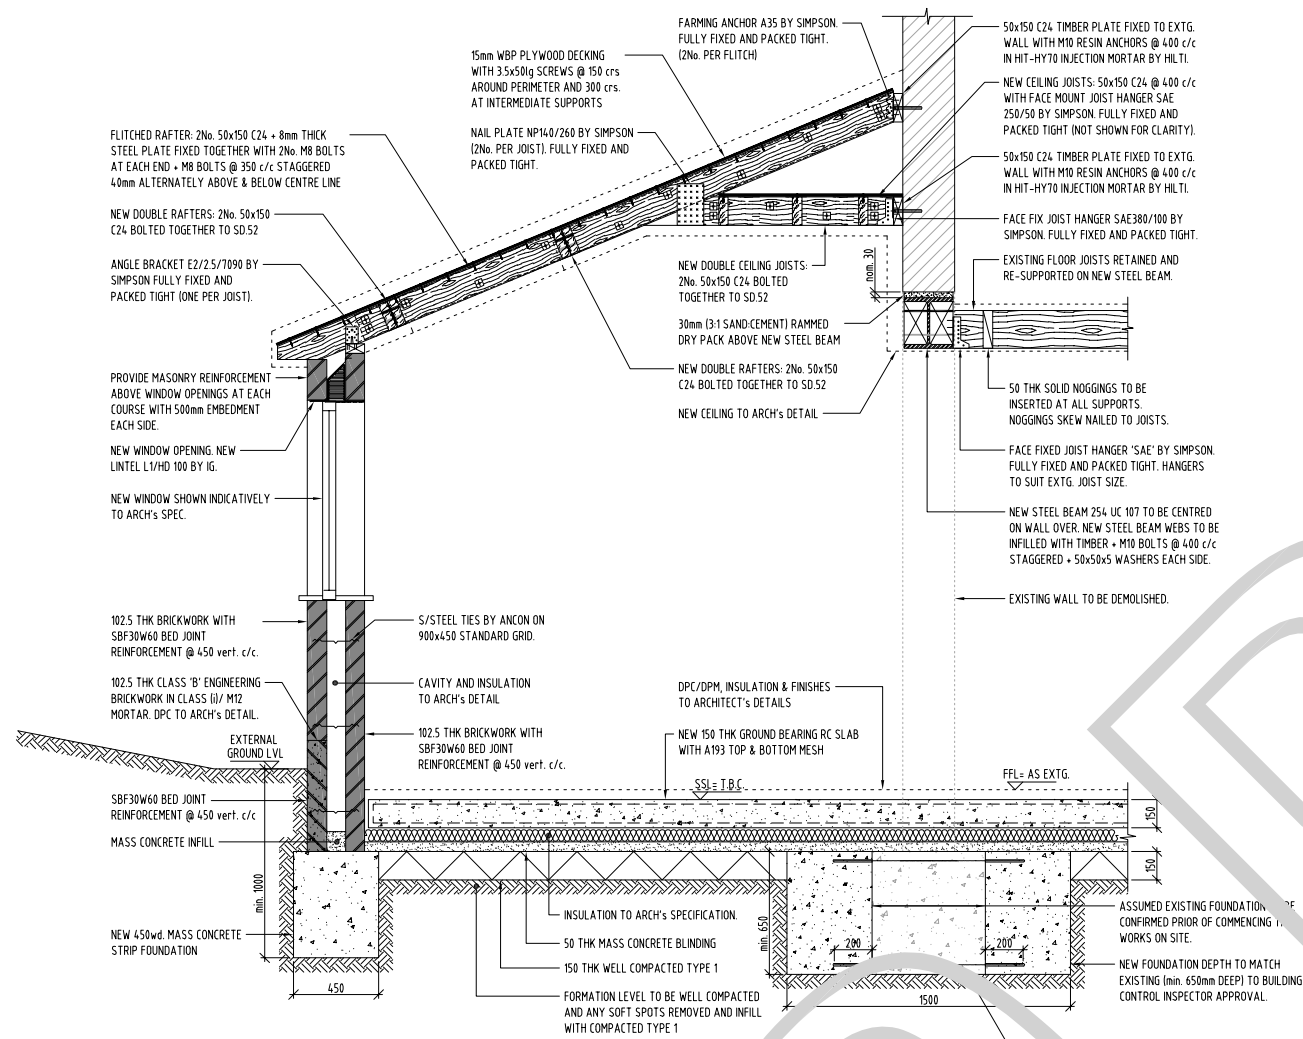 FARMING ANCHOR A35 BY SIMPSON.
FULLY FIXED AND PACKED TIGHT.
(2No. PER FLITCH)
50x150 C24 TIMBER PLATE FIXED TO EXTG.
WALL WITH M10 RESIN ANCHORS @ 400 c/c
IN HIT-HY70 INJECTION MORTAR BY HILTI.
15mm WBP PLYWOOD DECKING
WITH 3.5x50lg SCREWS @ 150 crs
AROUND PERIMETER AND 300 crs.
AT INTERMEDIATE SUPPORTS
NEW CEILING JOISTS: 50x150 C24 @ 400 c/c
WITH FACE MOUNT JOIST HANGER SAE
250/50 BY SIMPSON. FULLY FIXED AND
PACKED TIGHT (NOT SHOWN FOR CLARITY).
FLITCHED RAFTER: 2No. 50x150 C24 + 8mm THICK
STEEL PLATE FIXED TOGETHER WITH 2No. M8 BOLTS
AT EACH END + M8 BOLTS @ 350 c/c STAGGERED
40mm ALTERNATELY ABOVE & BELOW CENTRE LINE
NAIL PLATE NP140/260 BY SIMPSON
(2No. PER JOIST). FULLY FIXED AND
PACKED TIGHT.
50x150 C24 TIMBER PLATE FIXED TO EXTG.
WALL WITH M10 RESIN ANCHORS @ 400 c/c
IN HIT-HY70 INJECTION MORTAR BY HILTI.
NEW DOUBLE RAFTERS: 2No. 50x150
C24 BOLTED TOGETHER TO SD.52
FACE FIX JOIST HANGER SAE380/100 BY
SIMPSON. FULLY FIXED AND PACKED TIGHT.
ANGLE BRACKET E2/2.5/7090 BY
SIMPSON FULLY FIXED AND
PACKED TIGHT (ONE PER JOIST).
NEW DOUBLE CEILING JOISTS:
2No. 50x150 C24 BOLTED
TOGETHER TO SD.52
nom. 30
EXISTING FLOOR JOISTS RETAINED AND
RE-SUPPORTED ON NEW STEEL BEAM.
30mm (3:1 SAND:CEMENT) RAMMED
DRY PACK ABOVE NEW STEEL BEAM
PROVIDE MASONRY REINFORCEMENT
ABOVE WINDOW OPENINGS AT EACH
COURSE WITH 500mm EMBEDMENT
EACH SIDE.
NEW DOUBLE RAFTERS: 2No. 50x150
C24 BOLTED TOGETHER TO SD.52
NEW CEILING TO ARCH's DETAIL
50 THK SOLID NOGGINGS TO BE
INSERTED AT ALL SUPPORTS.
NOGGINGS SKEW NAILED TO JOISTS.
NEW WINDOW OPENING. NEW
LINTEL L1/HD 100 BY IG.
FACE FIXED JOIST HANGER 'SAE' BY SIMPSON.
FULLY FIXED AND PACKED TIGHT. HANGERS
TO SUIT EXTG. JOIST SIZE.
NEW WINDOW SHOWN INDICATIVELY
TO ARCH's SPEC.
NEW STEEL BEAM 254 UC 107 TO BE CENTRED
ON WALL OVER. NEW STEEL BEAM WEBS TO BE
INFILLED WITH TIMBER + M10 BOLTS @ 400 c/c
STAGGERED + 50x50x5 WASHERS EACH SIDE.
EXISTING WALL TO BE DEMOLISHED.
102.5 THK BRICKWORK WITH
SBF30W60 BED JOINT
REINFORCEMENT @ 450 vert. c/c.
S/STEEL TIES BY ANCON ON
900x450 STANDARD GRID.
102.5 THK CLASS 'B' ENGINEERING
BRICKWORK IN CLASS (i)/ M12
MORTAR. DPC TO ARCH's DETAIL.
CAVITY AND INSULATION
TO ARCH's DETAIL
DPC/DPM, INSULATION & FINISHES
TO ARCHITECT's DETAILS
EXTERNAL
GROUND LVL
102.5 THK BRICKWORK WITH
SBF30W60 BED JOINT
REINFORCEMENT @ 450 vert. c/c.
NEW 150 THK GROUND BEARING RC SLAB
WITH A193 TOP & BOTTOM MESH
SSL= T.B.C.
FFL= AS EXTG.
SBF30W60 BED JOINT
REINFORCEMENT @ 450 vert. c/c
MASS CONCRETE INFILL
150
150
min. 1000
min. 650
NEW 450wd. MASS CONCRETE
STRIP FOUNDATION
450
INSULATION TO ARCH's SPECIFICATION.
50 THK MASS CONCRETE BLINDING
150 THK WELL COMPACTED TYPE 1
FORMATION LEVEL TO BE WELL COMPACTED
AND ANY SOFT SPOTS REMOVED AND INFILL
WITH COMPACTED TYPE 1
200
200
1500
ASSUMED EXISTING FOUNDATION
CONFIRMED PRIOR OF COMMENCING
WORKS ON SITE.
NEW FOUNDATION DEPTH TO MATCH
EXISTING (min. 650mm DEEP) TO BUILDING
CONTROL INSPECTOR APPROVAL.